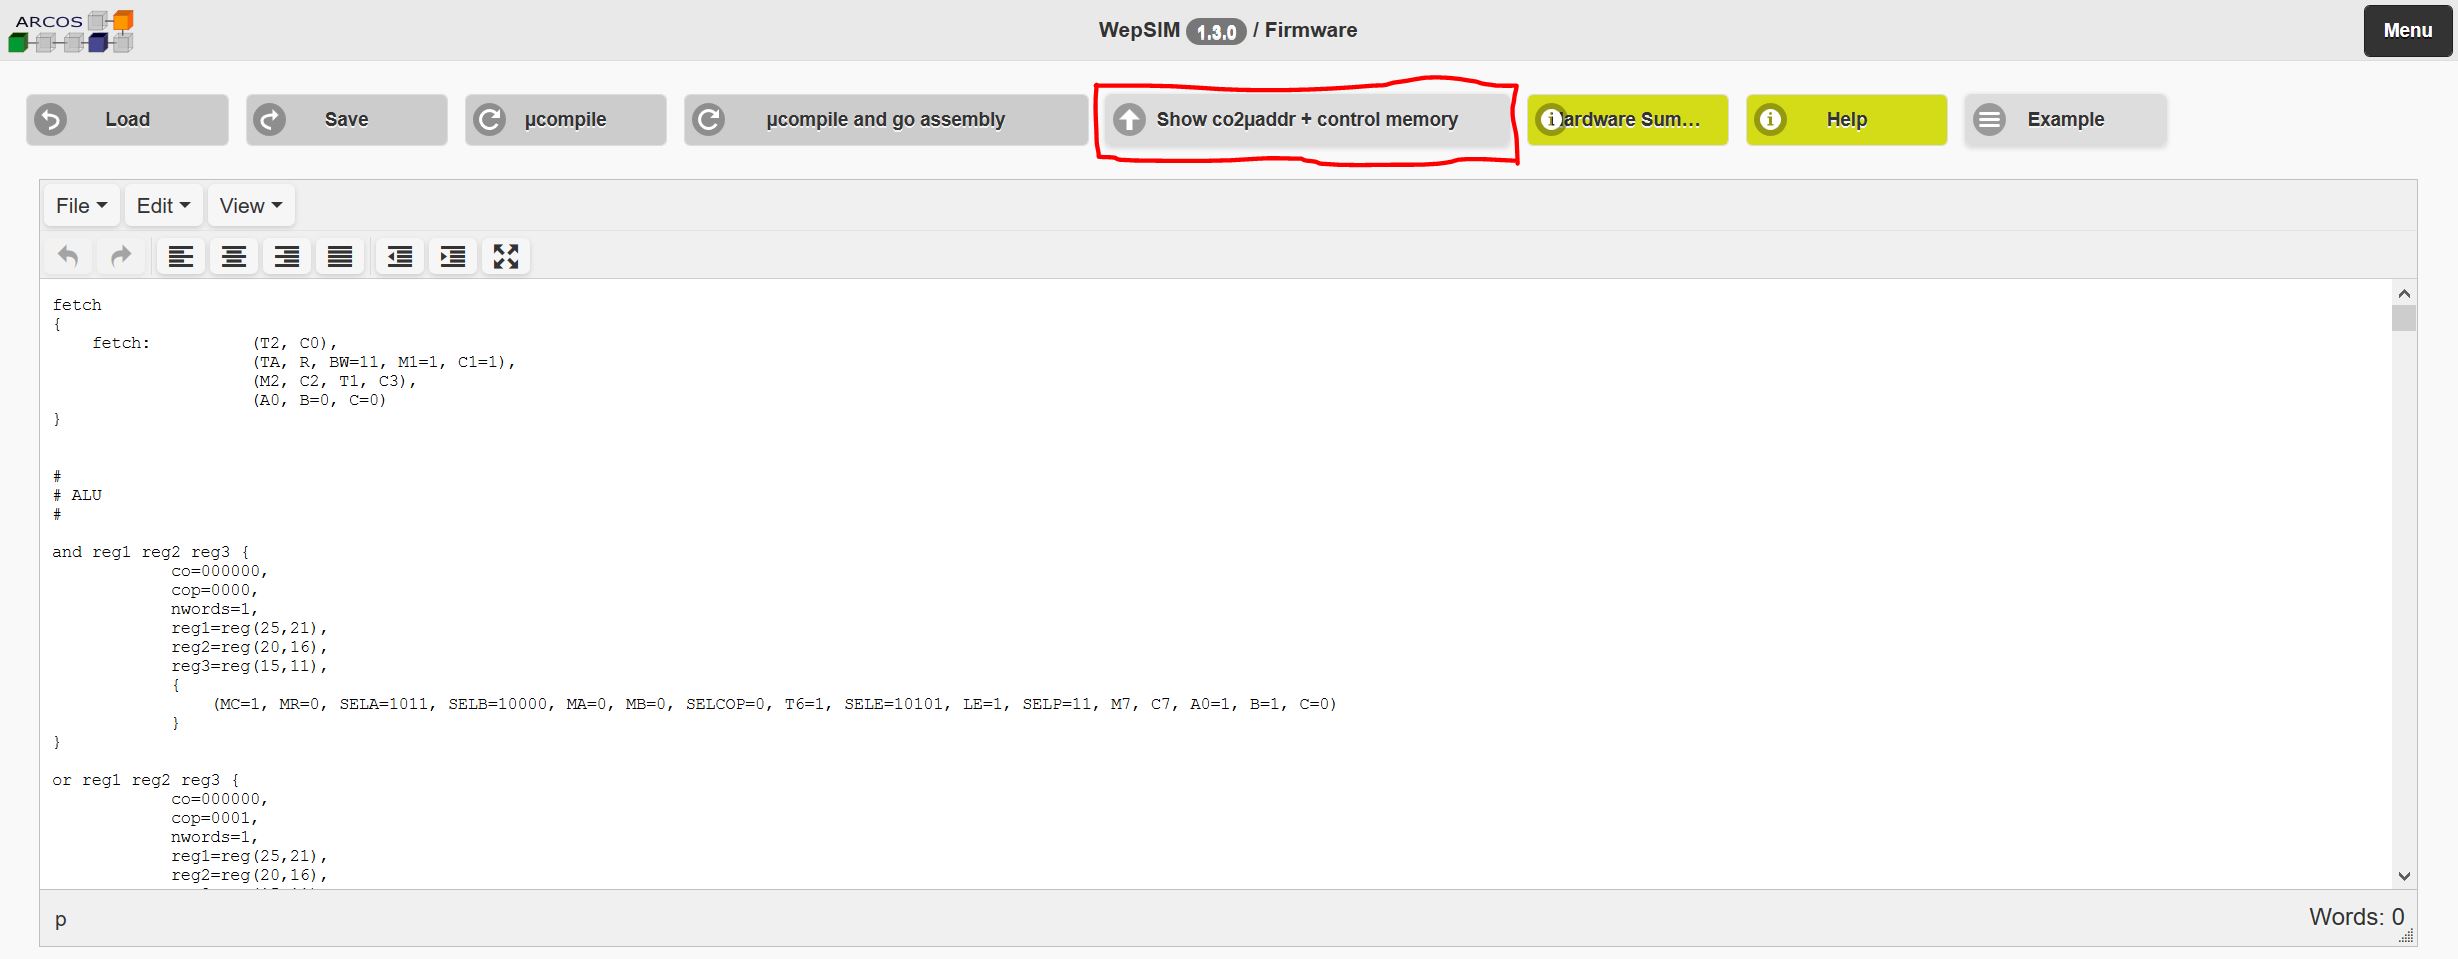 ARCOS
WepSIM 1.3.0 / Firmware
Menu
Load
Save
µcompile
µcompile and go assembly
Show co2µaddr + control memory
ardware Sum...
Help
Example
File
Edit
View
fetch
{
fetch: (T2, C0),
(TA, R, BW=11, M1=1, C1=1),
(M2, C2, T1, C3),
(A0, B=0, C=0)
}
#
# ALU
#
and reg1 reg2 reg3 {
co=000000,
cop=0000,
nwords=1,
reg1=reg(25,21),
reg2=reg(20,16),
reg3=reg(15,11),
{
(MC=1, MR=0, SELA=1011, SELB=10000, MA=0, MB=0, SELCOP=0, T6=1, SELE=10101, LE=1, SELP=11, M7, C7, A0=1, B=1, C=0)
}
}
or reg1 reg2 reg3 {
co=000000,
cop=0001,
nwords=1,
reg1=reg(25,21),
reg2=reg(20,16),
p
Words: 0